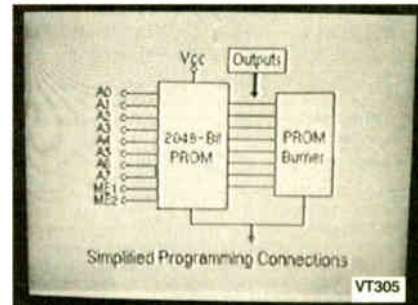 Vcc
Outputs
A0
A1
A2
A3
A4
A5
A6
A7
ME1
ME2
2048-Bit
PROM
PROM
Burner
Simplified Programming Connections
VT305